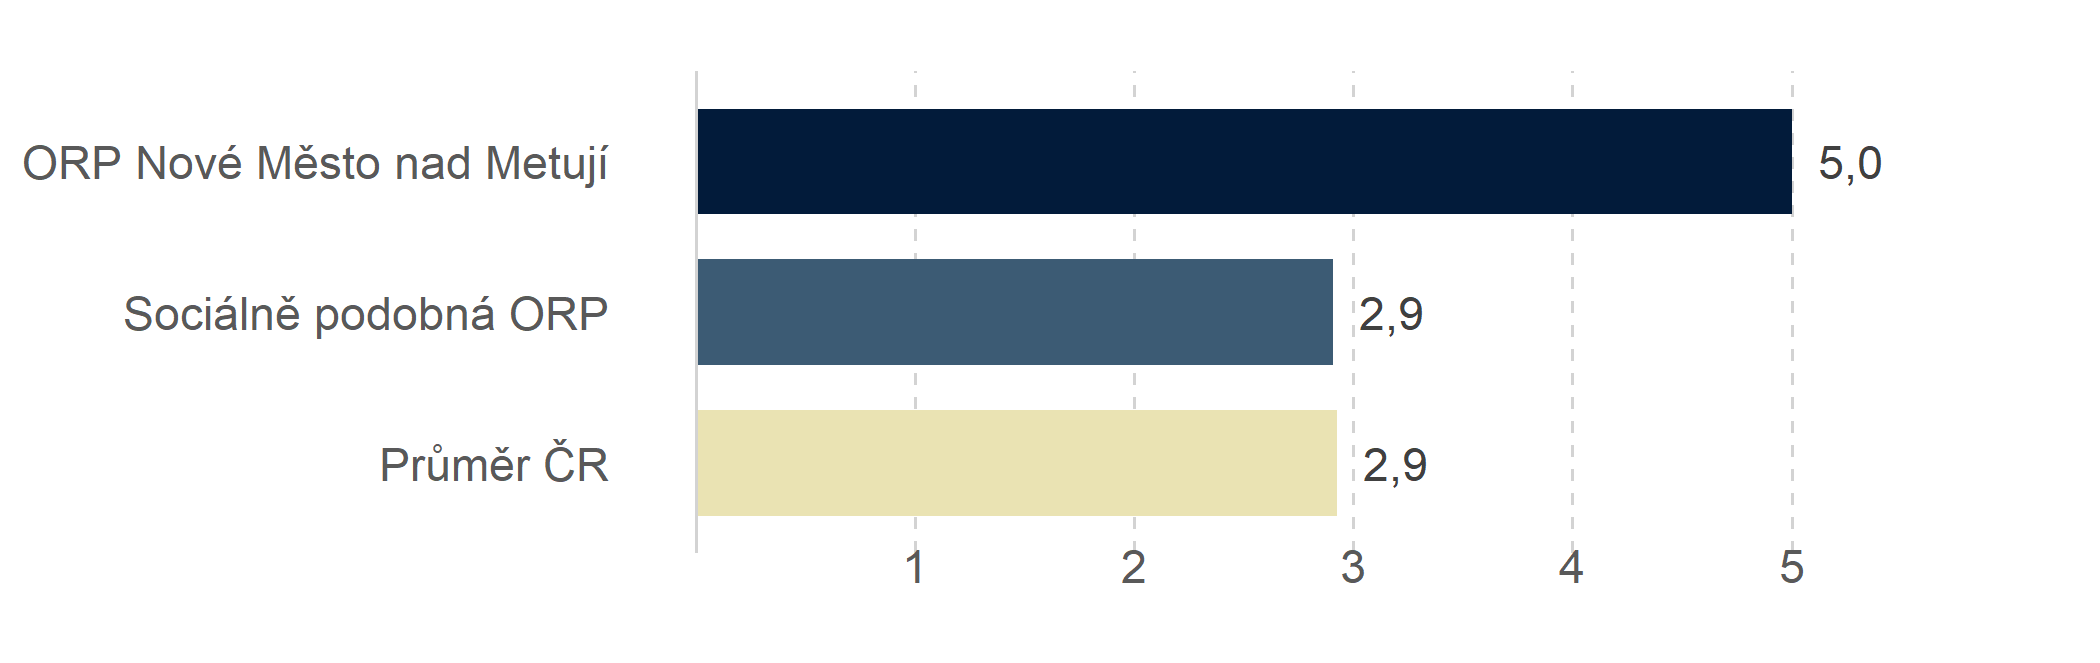 ORP Nové Město nad Metují
5,0
Sociálně podobná ORP
2,9
Průměr ČR
2,9
1 2 3 4 5